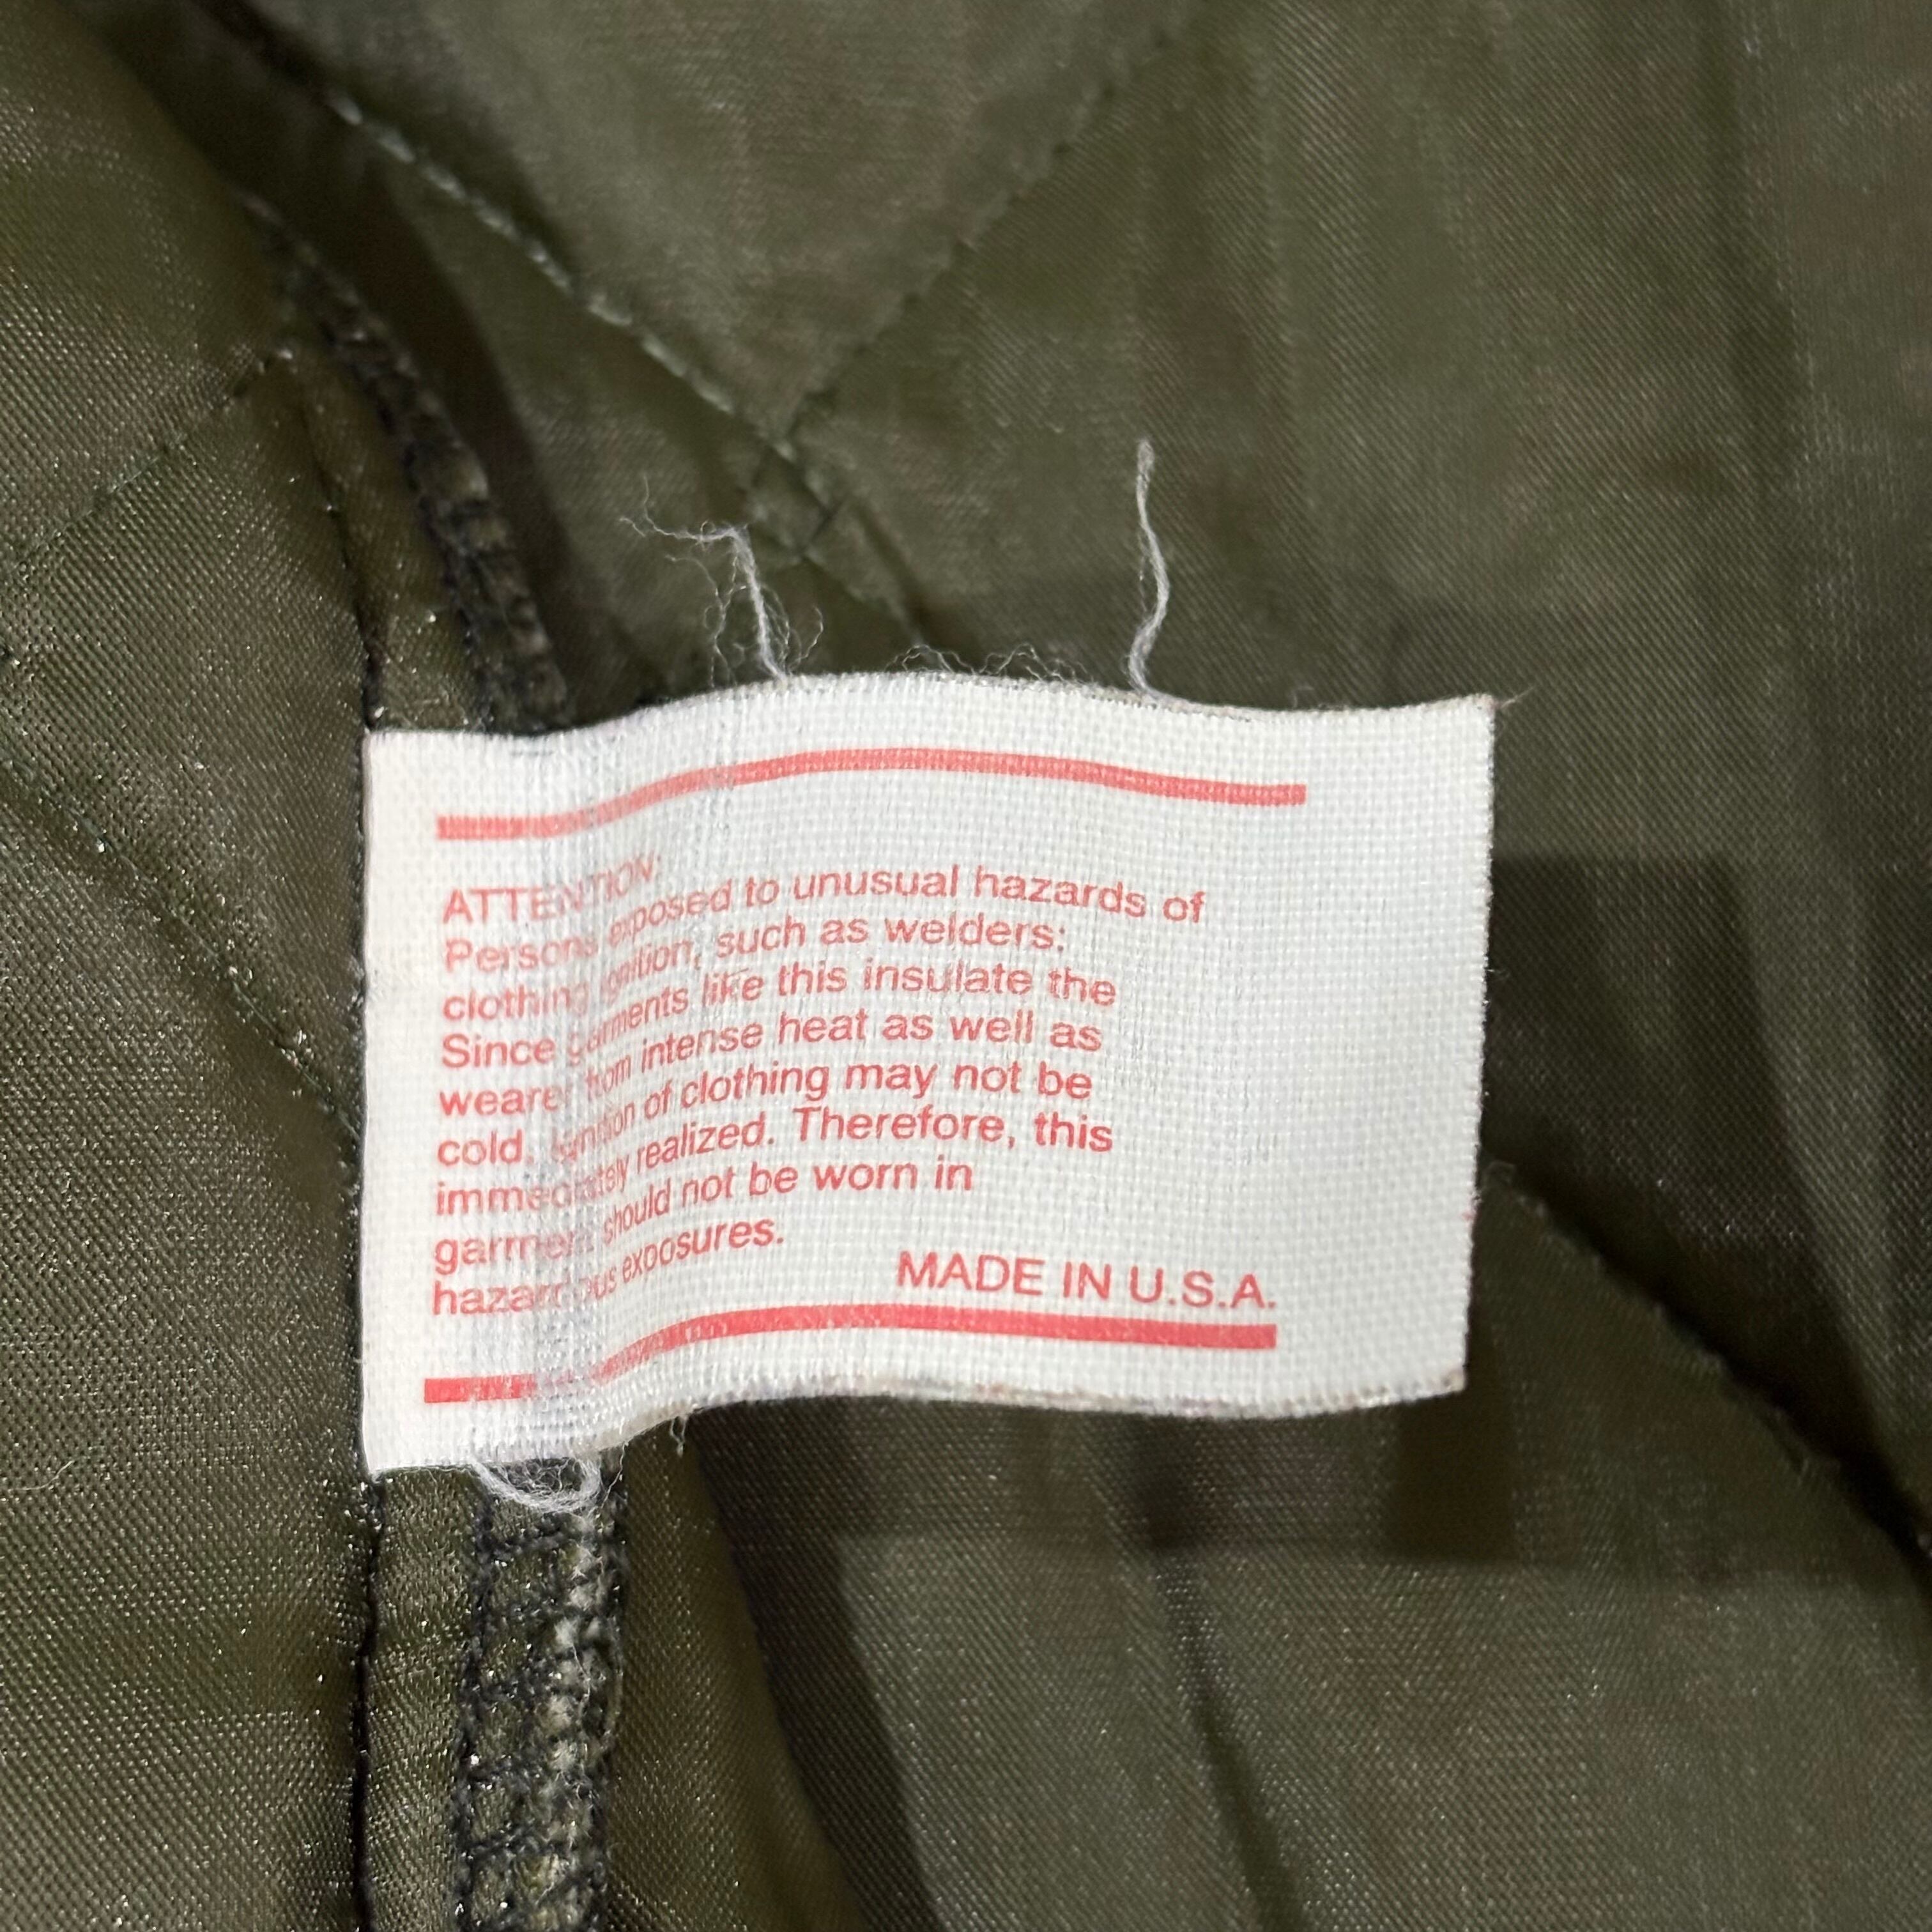 ATTENTION:
Persons exposed to unusual hazards of
clothing ignition, such as welders:
Since garments like this insulate the
wearer from intense heat as well as
cold, ignition of clothing may not be
immediately realized. Therefore, this
garment should not be worn in
hazardous exposures.
MADE IN U.S.A.